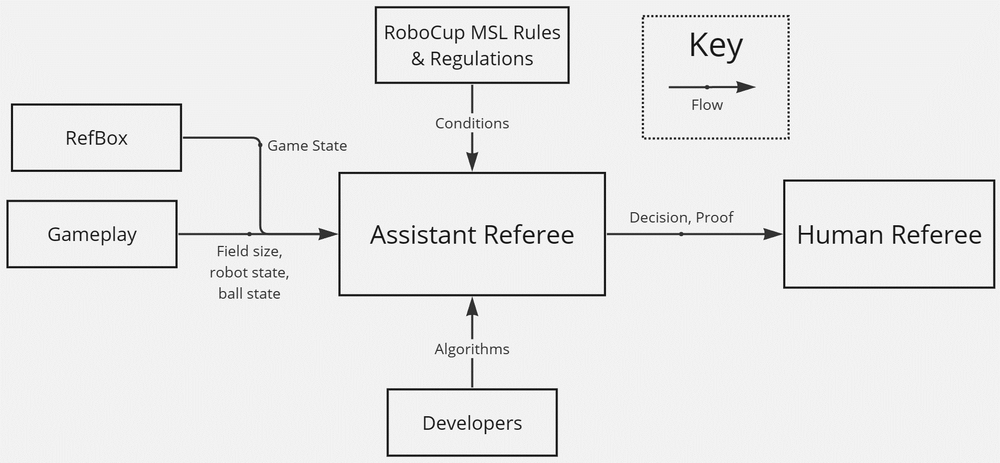 RoboCup MSL Rules
& Regulations
Key
Flow
Conditions
RefBox
Game State
Gameplay
Field size,
robot state,
ball state
Assistant Referee
Decision, Proof
Human Referee
Algorithms
Developers